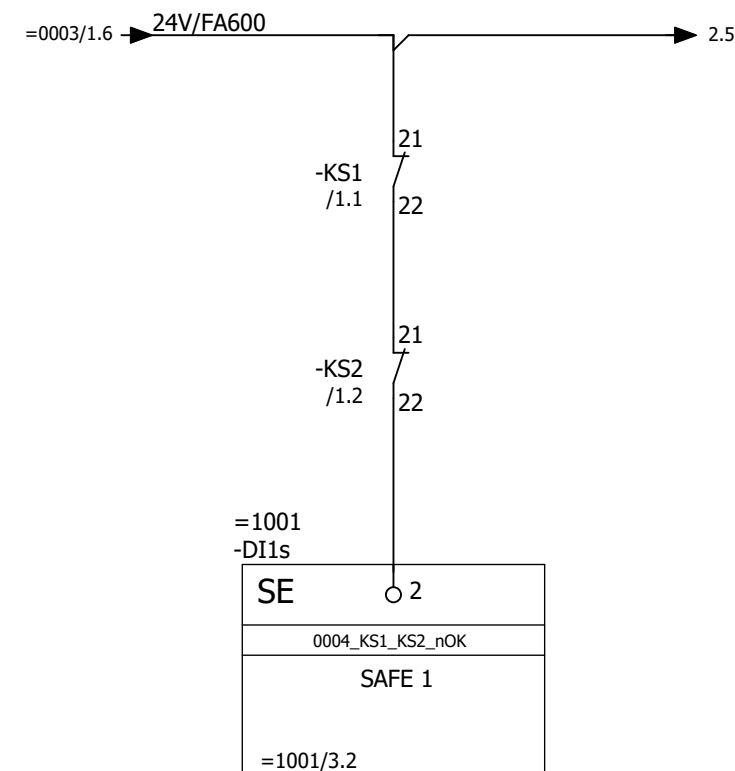 =0003/1.6
24V/FA600
2.5
21
-KS1
/1.1
22
21
-KS2
/1.2
22
=1001
-DI1s
SE
2
0004_KS1_KS2_nOK
SAFE 1
=1001/3.2